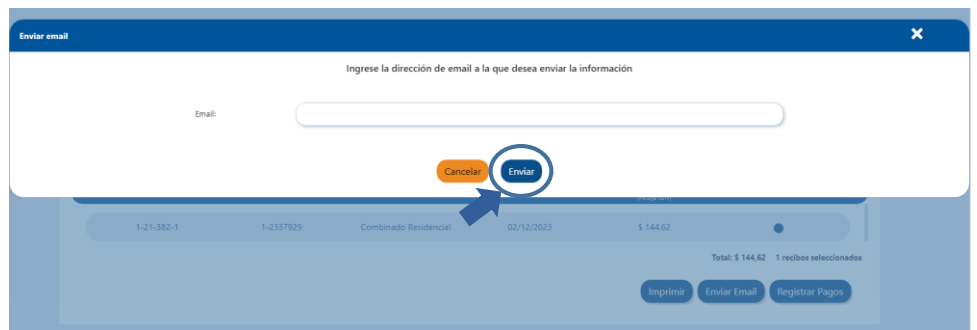 Enviar email
Ingrese la dirección de email a la que desea enviar la información
Email:
Cancelar Enviar
1-21-382-1 1-2337929 Combinado Residencial 02/12/2023 $ 144,62
Total: $ 144,62 1 recibos seleccionados
Imprimir Enviar Email Registrar Pagos